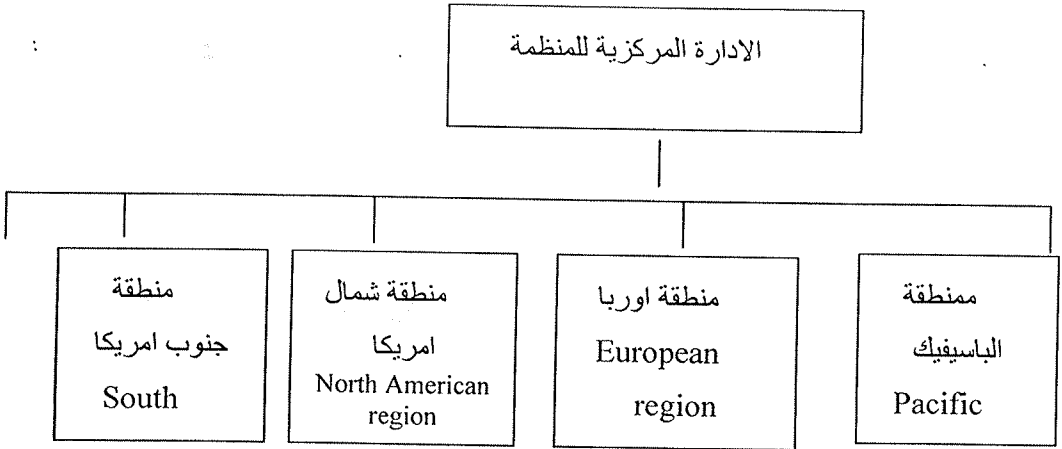 الادارة المركزية للمنظمة
ممنطقة
الباسيفيك
Pacific
منطقة اوربا
European
region
منطقة شمال
امريكا
North American
region
منطقة
جنوب امريكا
South